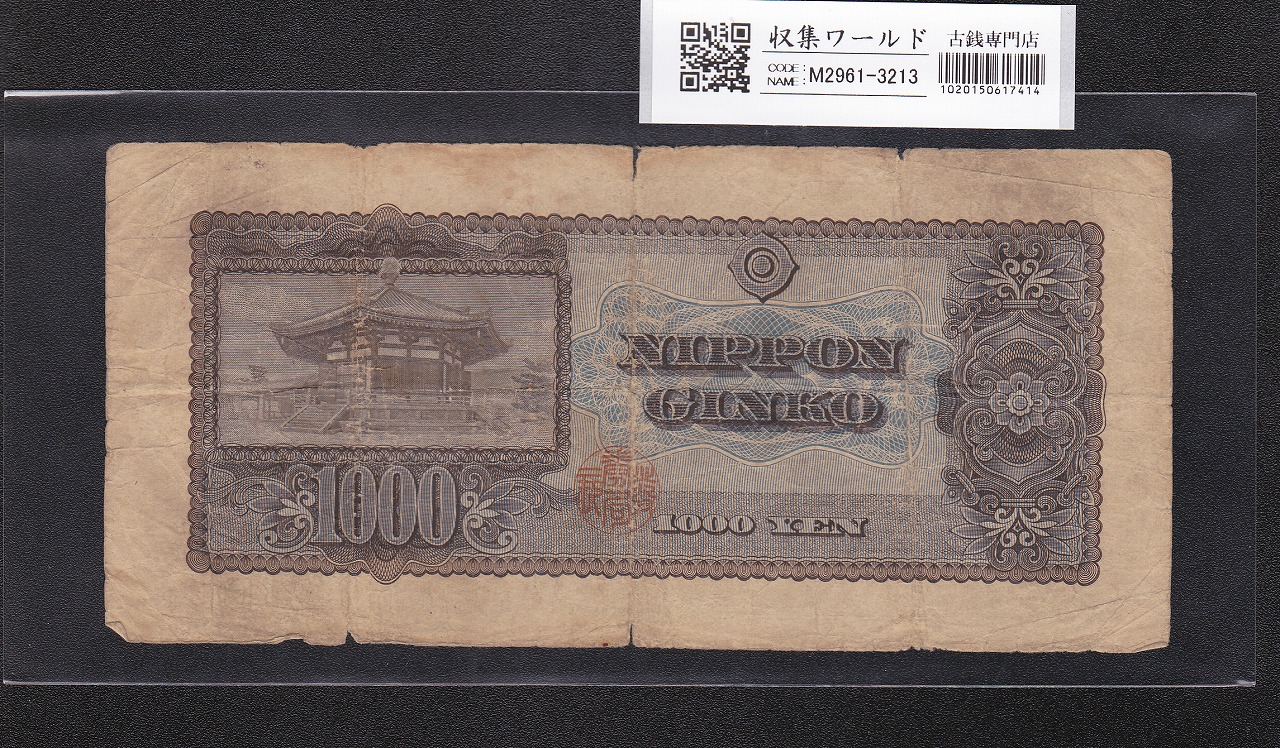 収集ワールド 古銭専門店
CODE:
NAME: M2961-3213
1020150617414
NIPPON
GINKO
1000
1000 YEN